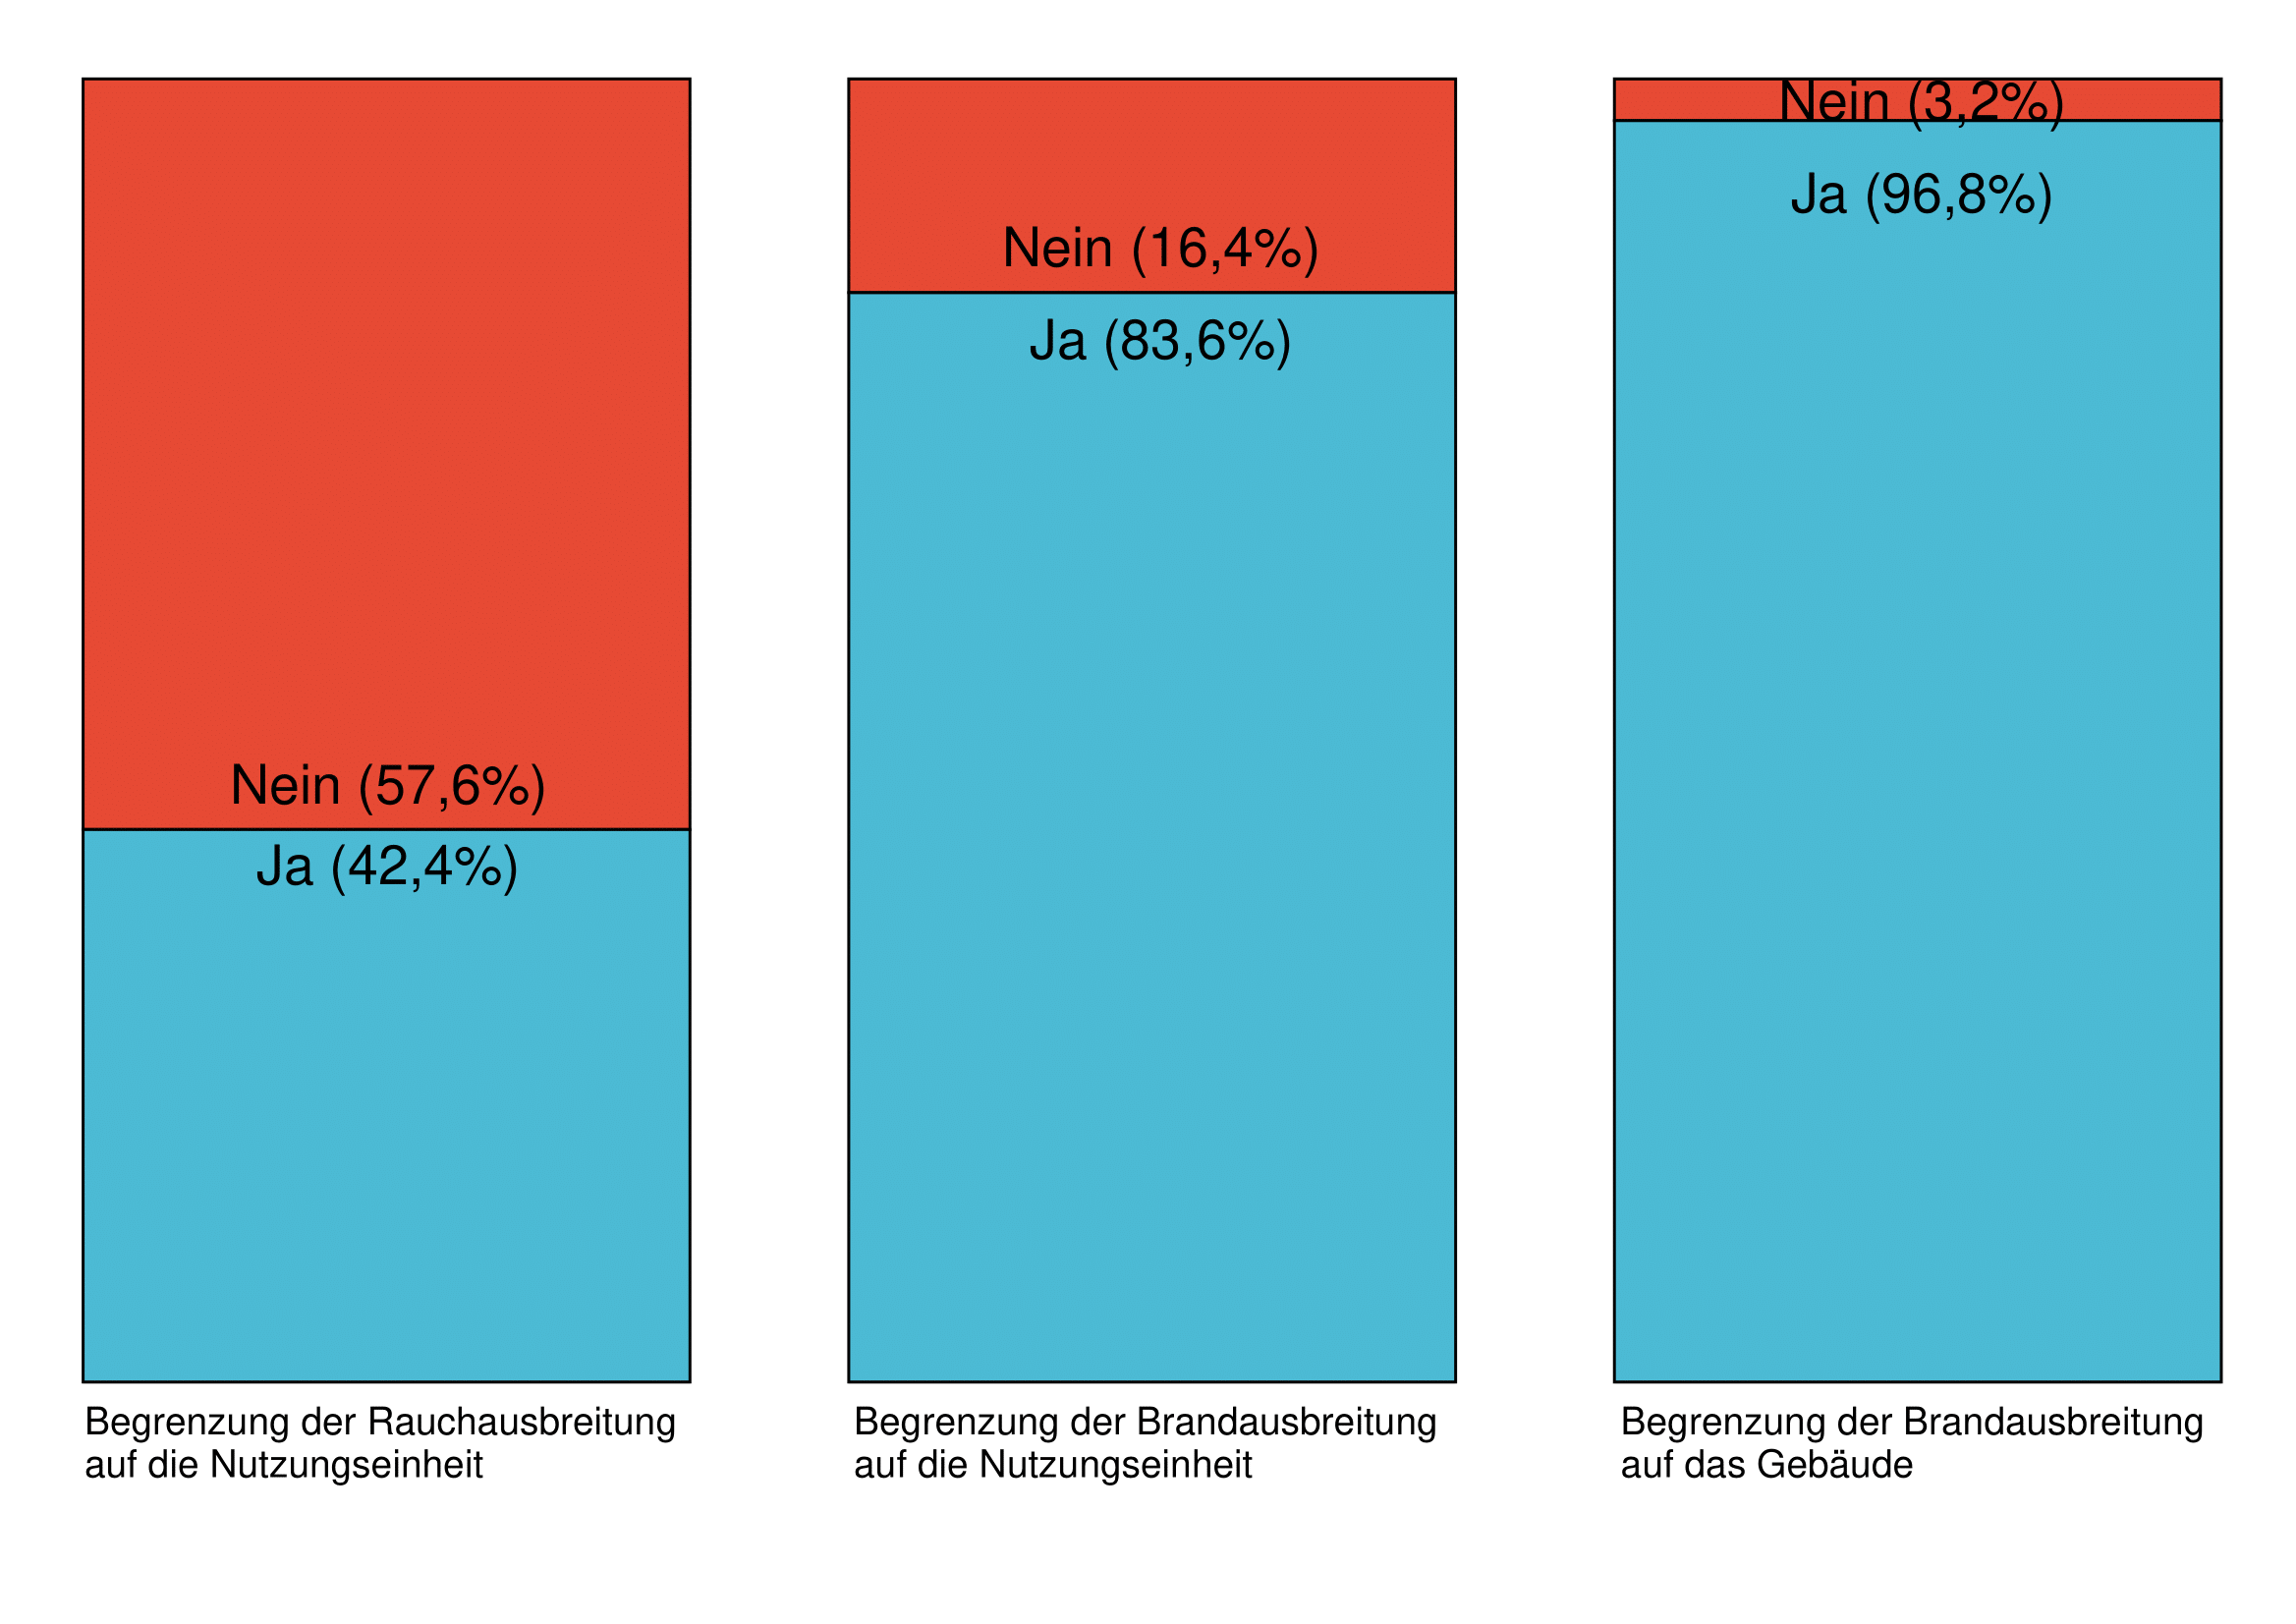 Nein (57,6%)
Ja (42,4%)
Begrenzung der Rauchausbreitung
auf die Nutzungseinheit
Nein (16,4%)
Ja (83,6%)
Begrenzung der Brandausbreitung
auf die Nutzungseinheit
Nein (3,2%)
Ja (96,8%)
Begrenzung der Brandausbreitung
auf das Gebäude